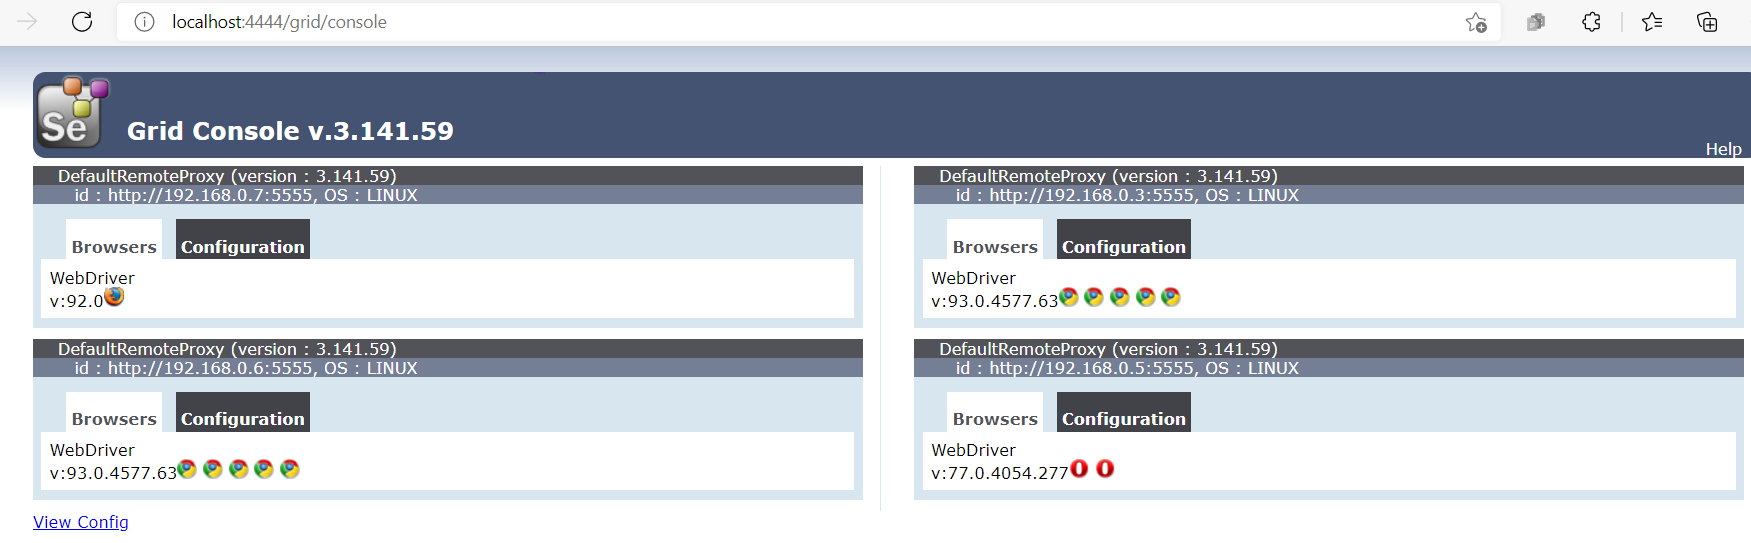 localhost:4444/grid/console
Se
Grid Console v.3.141.59
Help
DefaultRemoteProxy (version : 3.141.59)
id : http://192.168.0.7:5555, OS : LINUX
Browsers Configuration
WebDriver
v:92.0
DefaultRemoteProxy (version : 3.141.59)
id : http://192.168.0.6:5555, OS : LINUX
Browsers Configuration
WebDriver
v:93.0.4577.63
View Config
DefaultRemoteProxy (version : 3.141.59)
id : http://192.168.0.3:5555, OS : LINUX
Browsers Configuration
WebDriver
v:93.0.4577.63
DefaultRemoteProxy (version : 3.141.59)
id : http://192.168.0.5:5555, OS : LINUX
Browsers Configuration
WebDriver
v:77.0.4054.277